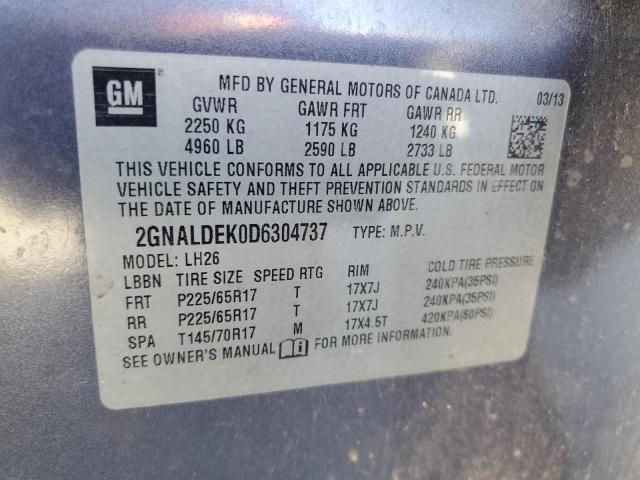 GM MFD BY GENERAL MOTORS OF CANADA LTD. 03/13
GVWR GAWR FRT GAWR RR
2250 KG 1175 KG 1240 KG
4960 LB 2590 LB 2733 LB
THIS VEHICLE CONFORMS TO ALL APPLICABLE U.S. FEDERAL MOTOR
VEHICLE SAFETY AND THEFT PREVENTION STANDARDS IN EFFECT ON
THE DATE OF MANUFACTURE SHOWN ABOVE.
2GNALDEK0D6304737 TYPE: M.P.V.
MODEL: LH26
LBBN TIRE SIZE SPEED RTG RIM COLD TIRE PRESSURE
FRT P225/65R17 T 17X7J 240KPA(35PSI)
RR P225/65R17 T 17X7J 240KPA(35PSI)
SPA T145/70R17 M 17X4.5T 420KPA(60PSI)
SEE OWNER'S MANUAL FOR MORE INFORMATION.